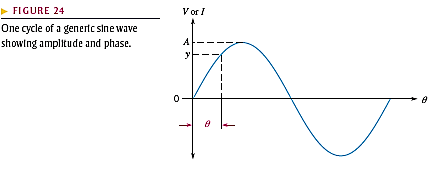 ▶ FIGURE 24
One cycle of a generic sine wave
showing amplitude and phase.
V or I
A
y
0
θ
θ